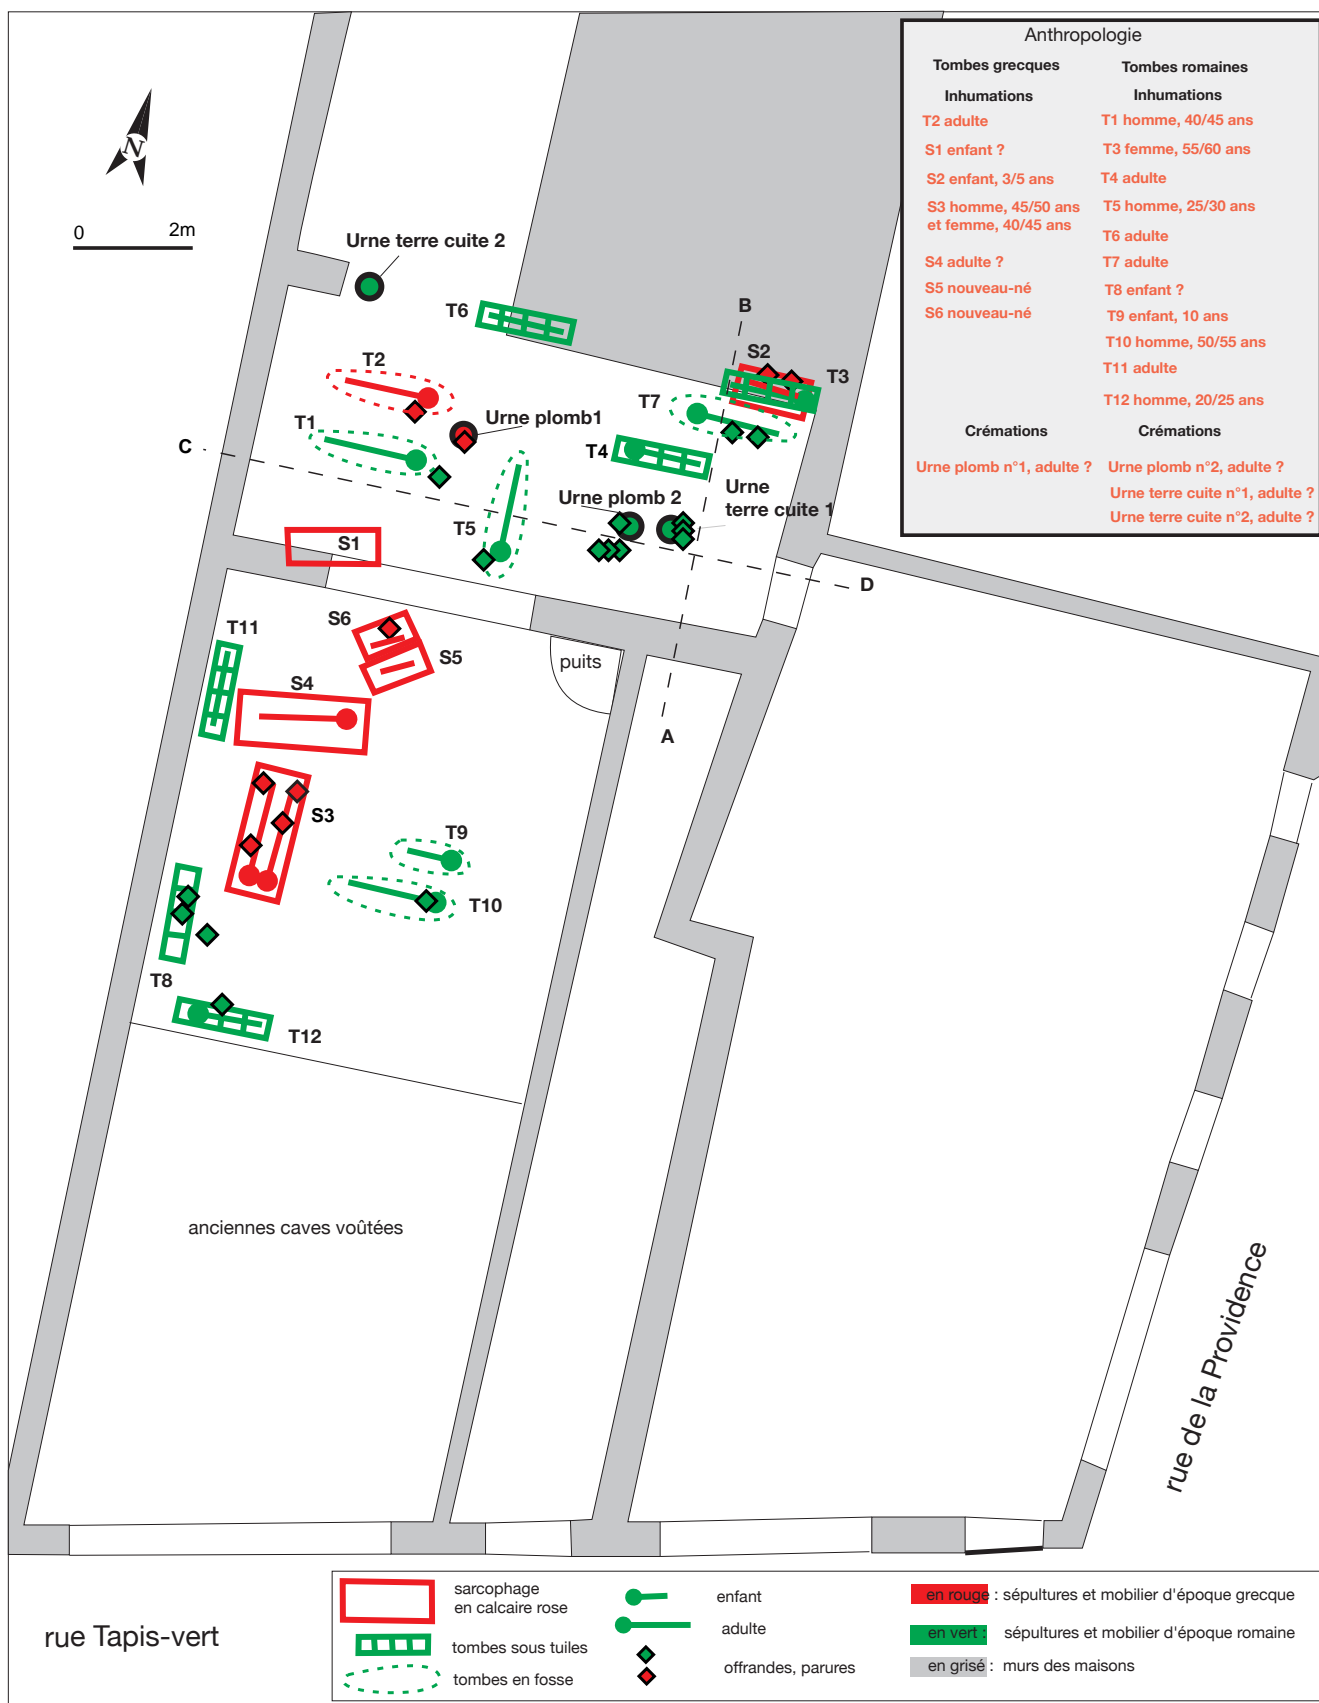 Anthropologie
Tombes grecques
Inhumations
T2 adulte
S1 enfant ?
S2 enfant, 3/5 ans
S3 homme, 45/50 ans
et femme, 40/45 ans
S4 adulte ?
S5 nouveau-né
S6 nouveau-né
Crémations
Urne plomb n°1, adulte ?
Tombes romaines
Inhumations
T1 homme, 40/45 ans
T3 femme, 55/60 ans
T4 adulte
T5 homme, 25/30 ans
T6 adulte
T7 adulte
T8 enfant ?
T9 enfant, 10 ans
T10 homme, 50/55 ans
T11 adulte
T12 homme, 20/25 ans
Crémations
Urne plomb n°2, adulte ?
Urne terre cuite n°1, adulte ?
Urne terre cuite n°2, adulte ?
N
0 2m
Urne terre cuite 2
T6
B
S2
T3
T2
T7
Urne plomb1
T1
C
T4
Urne
terre cuite 1
Urne plomb 2
T5
S1
D
S6
T11
S5
puits
S4
A
S3
T9
T10
T8
T12
anciennes caves voûtées
rue de la Providence
rue Tapis-vert
sarcophage
en calcaire rose
tombes sous tuiles
tombes en fosse
enfant
adulte
offrandes, parures
en rouge : sépultures et mobilier d'époque grecque
en vert : sépultures et mobilier d'époque romaine
en grisé : murs des maisons